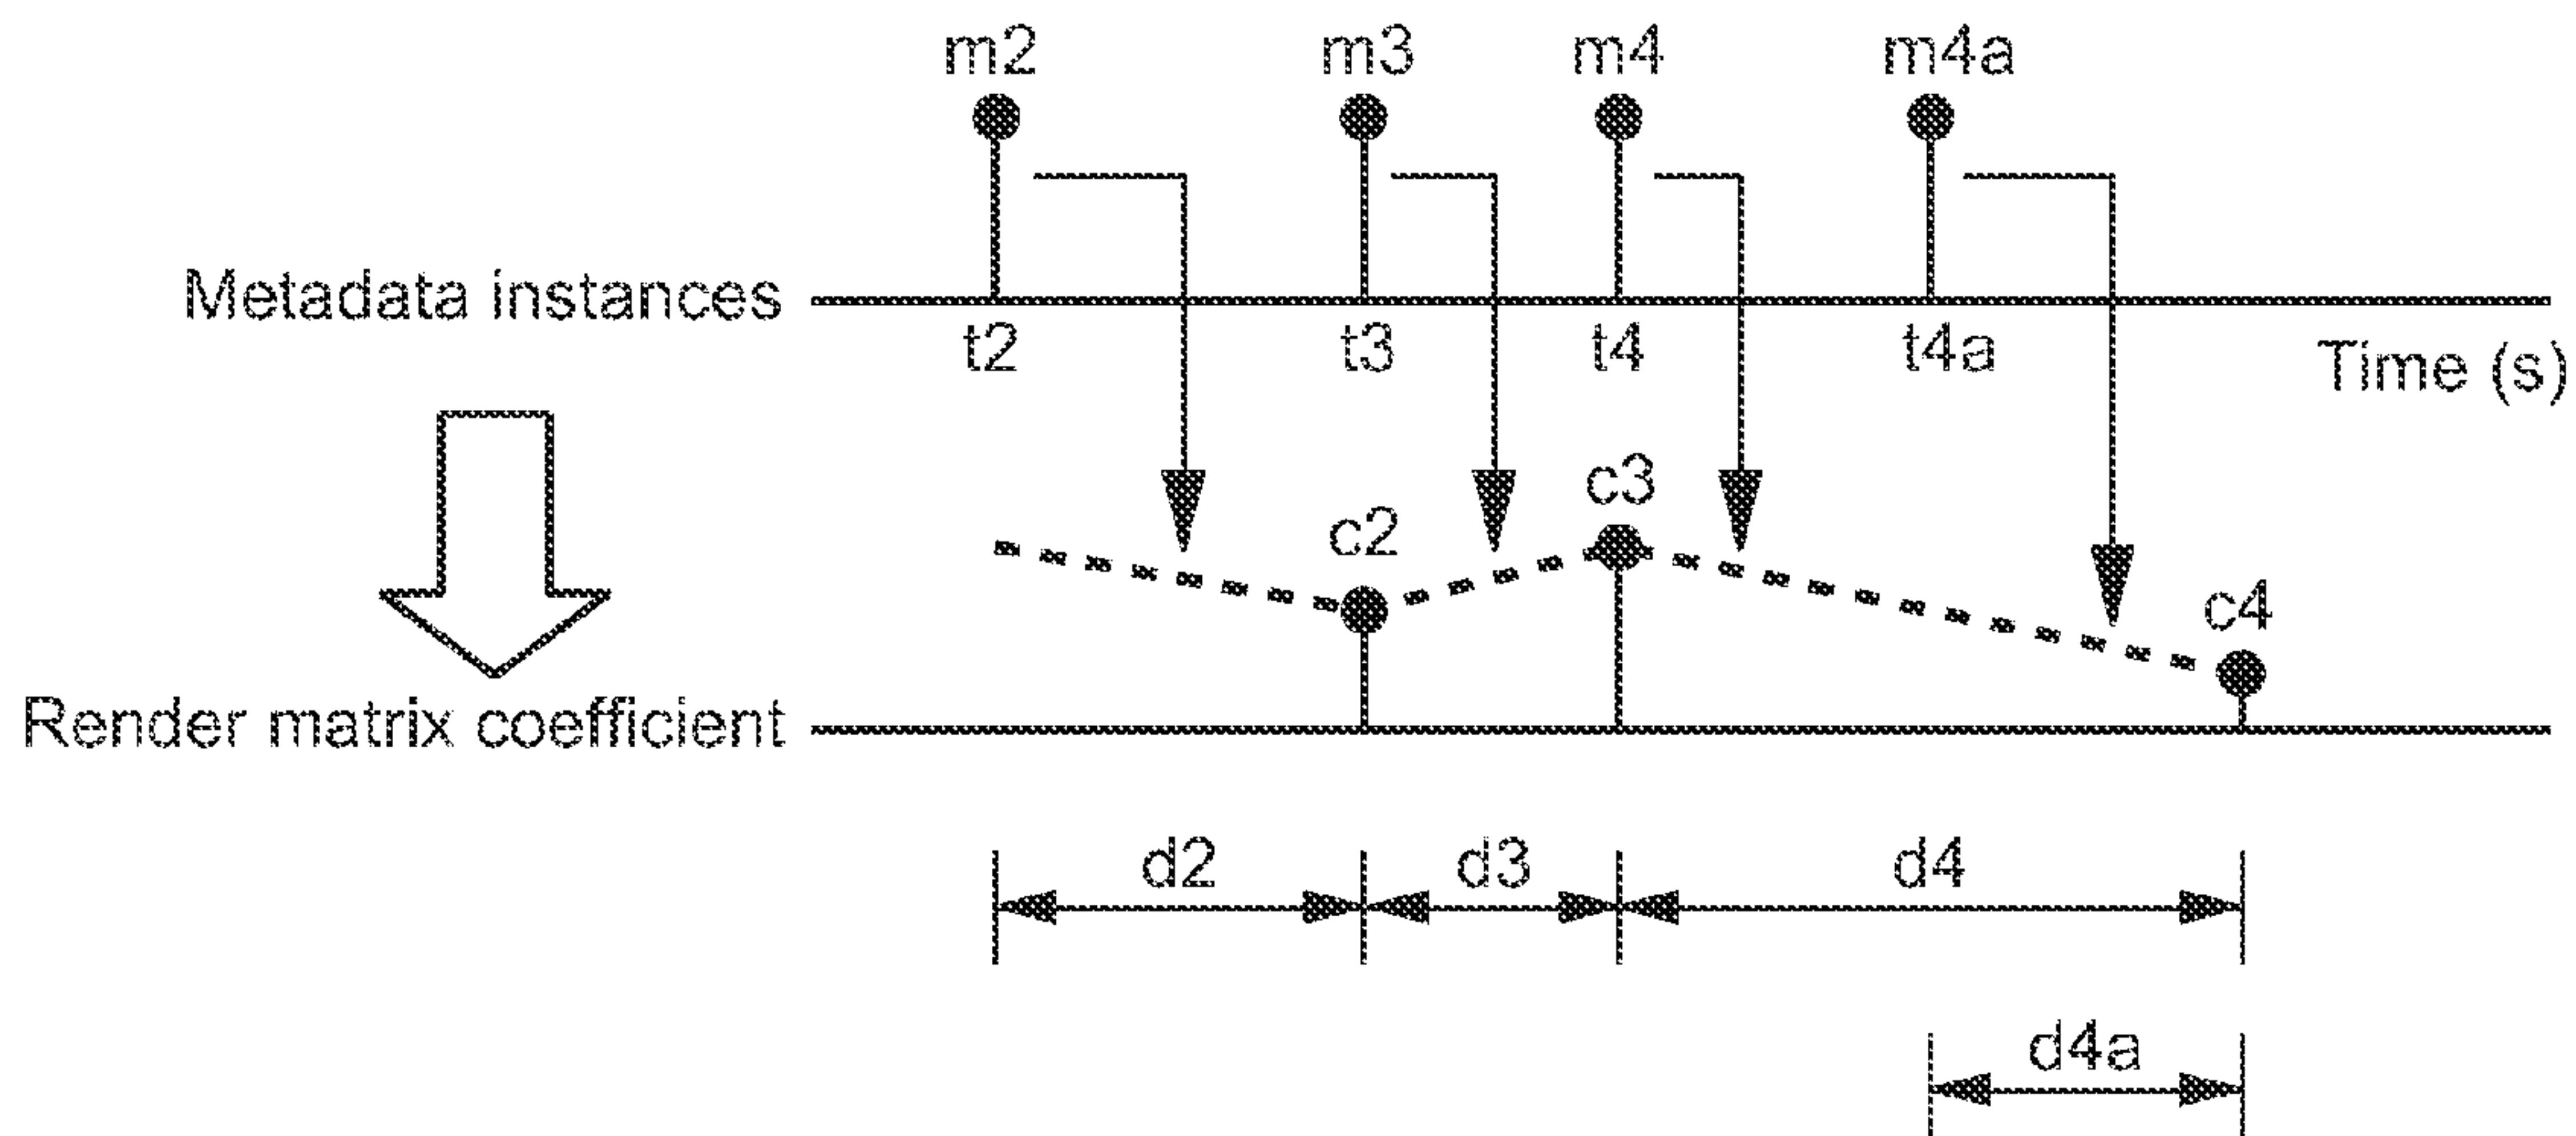 m2 m3 m4 m4a
Metadata instances
t2 t3 t4 t4a Time (s)
c2 c3 c4
Render matrix coefficient
d2 d3 d4
d4a